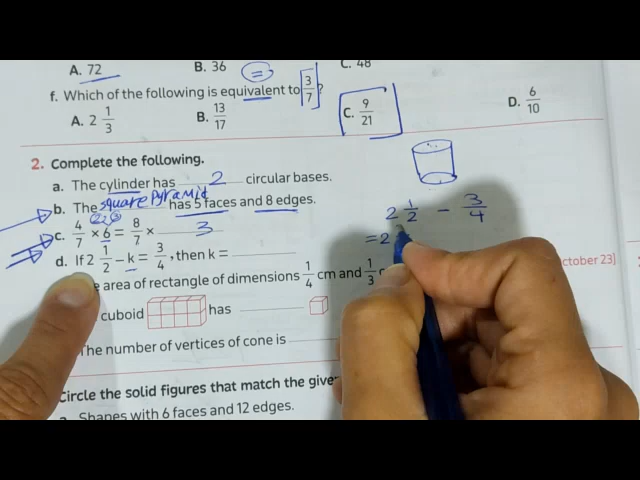 A. 72 B. 36 C. 48
=
f. Which of the following is equivalent to 3/7?
A. 2 1/3 B. 13/17 C. 9/21 D. 6/10
2. Complete the following.
a. The cylinder has 2 circular bases.
b. The square pyramid has 5 faces and 8 edges.
c. 4/7 × 6 = 8/7 × 3
d. If 2 1/2 - k = 3/4, then k =
2 1/2 - 3/4
= 2
area of rectangle of dimensions 1/4 cm and 1/3
ctober 23)
cuboid has
The number of vertices of cone is
Circle the solid figures that match the give
Shapes with 6 faces and 12 edges.